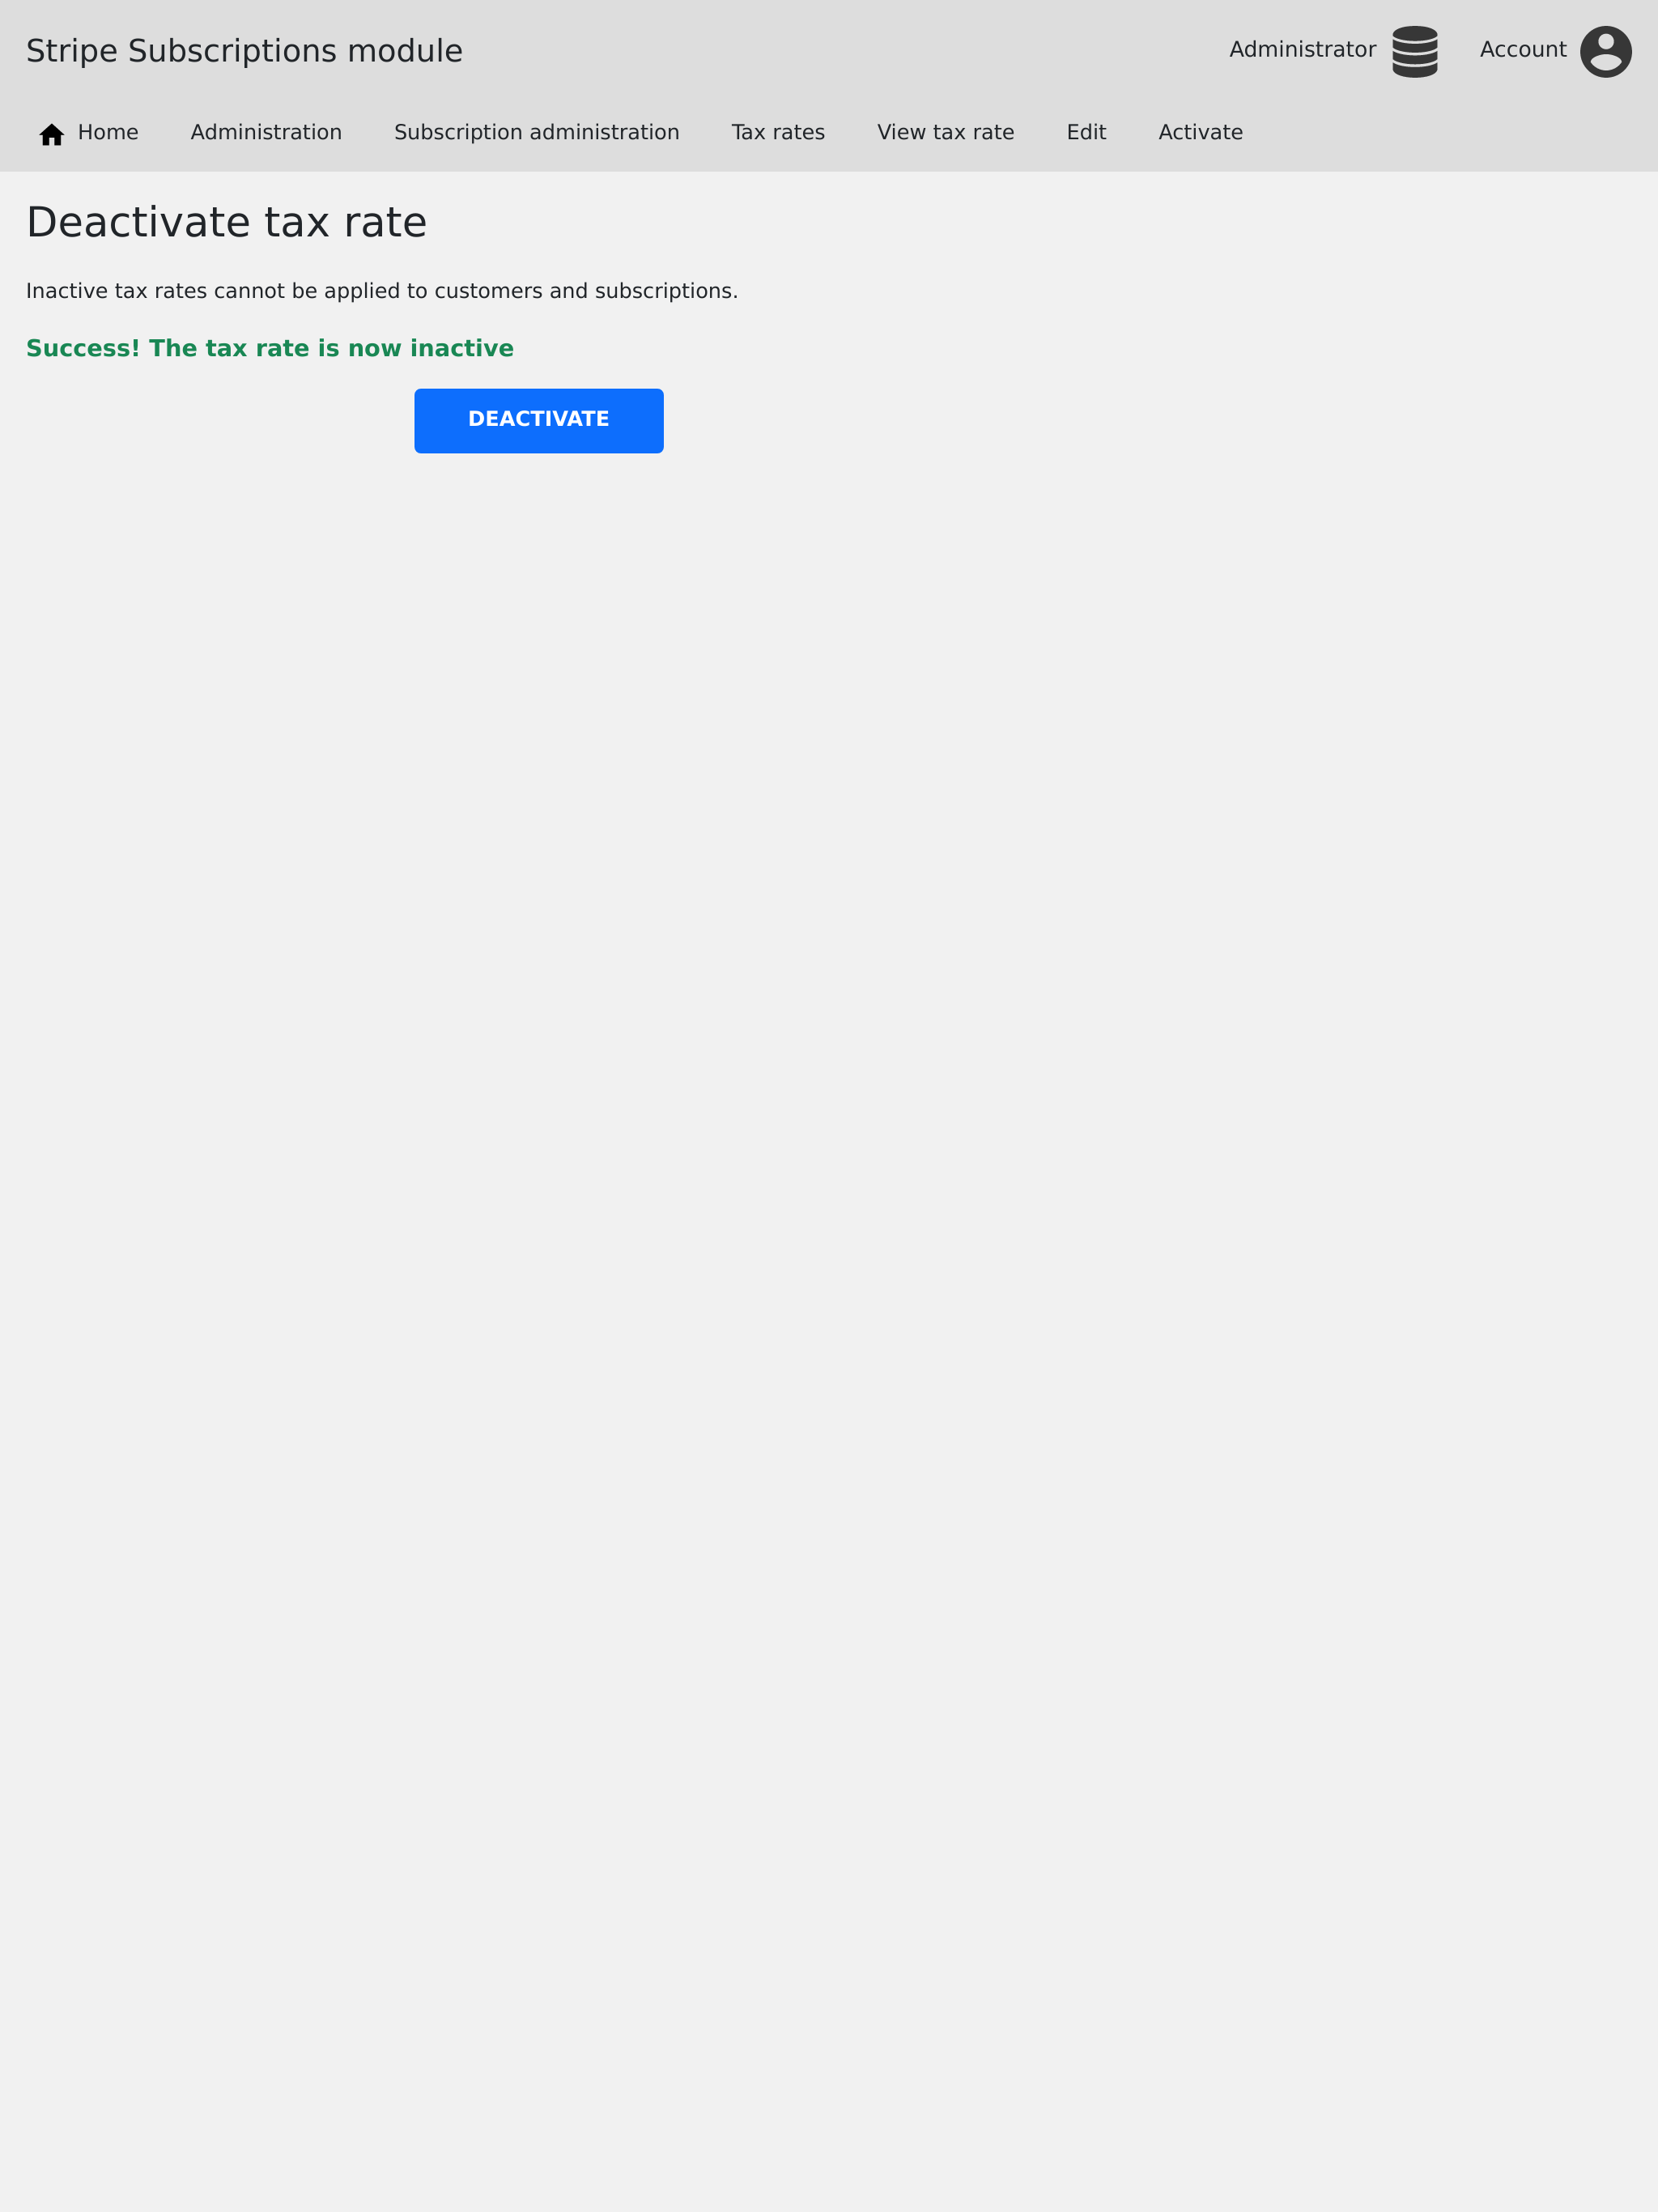 Stripe Subscriptions module
Administrator
Account
Home Administration Subscription administration Tax rates View tax rate Edit Activate
Deactivate tax rate
Inactive tax rates cannot be applied to customers and subscriptions.
Success! The tax rate is now inactive
DEACTIVATE